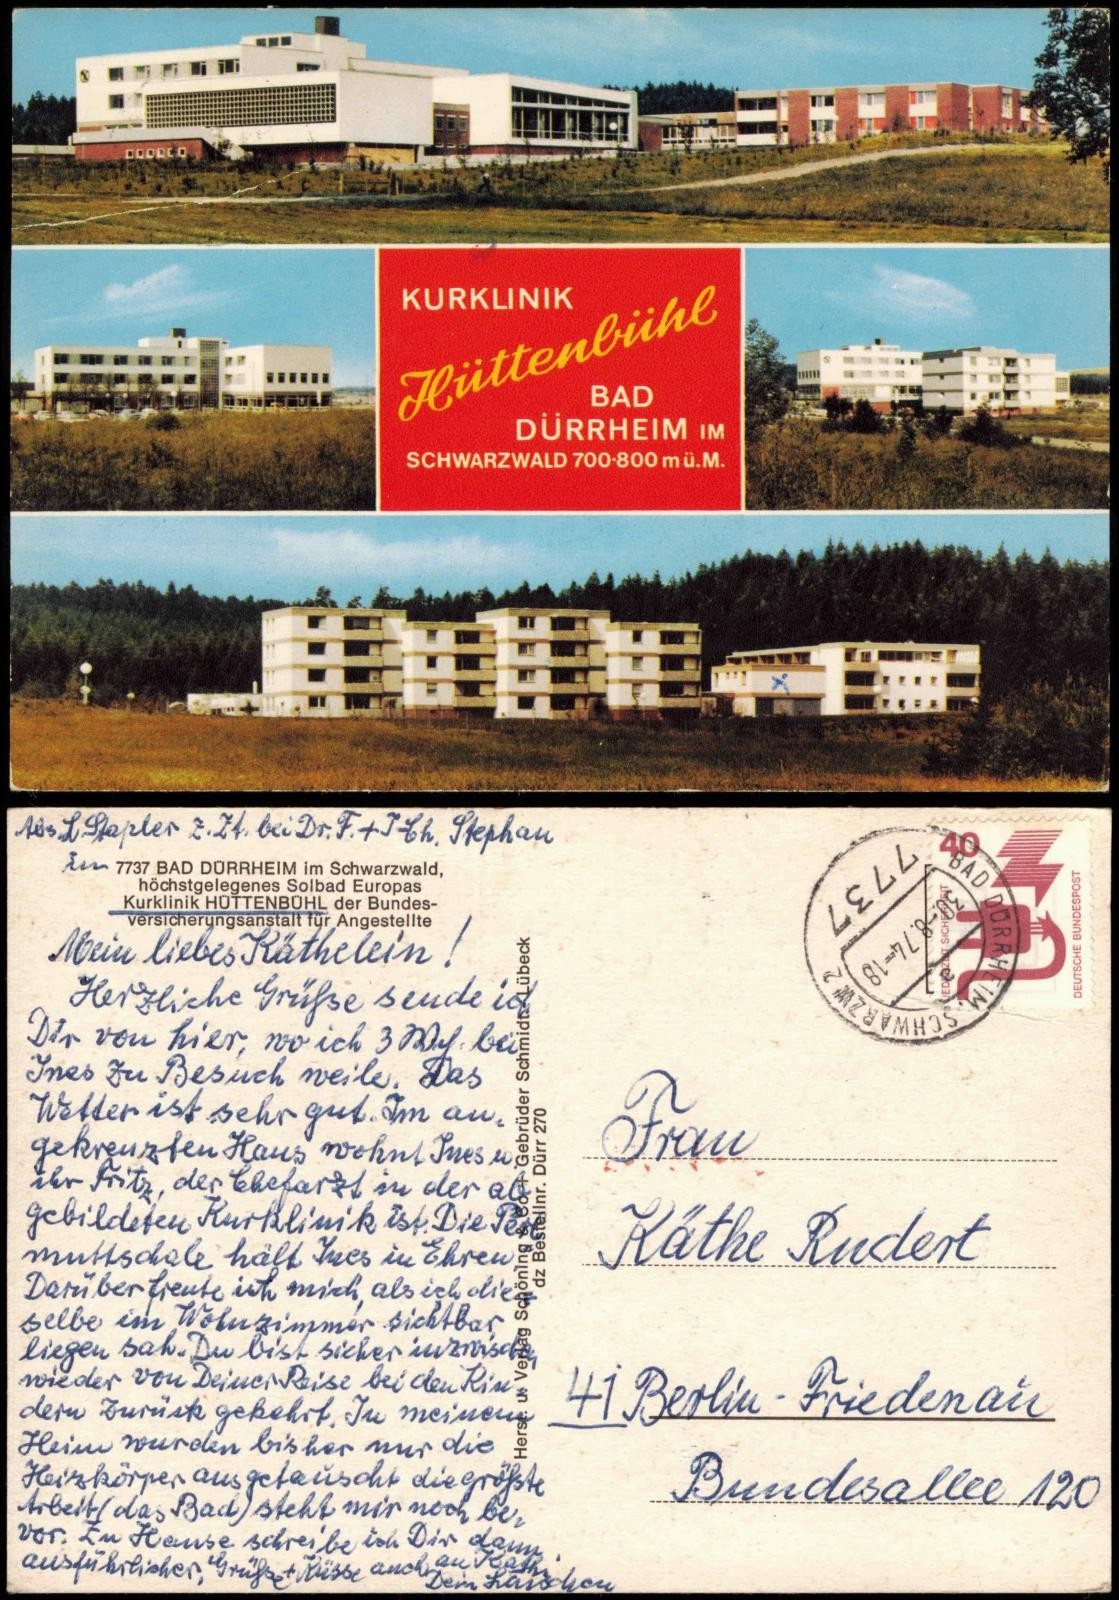 KURKLINIK
Hüttenbühl
BAD
DÜRRHEIM IM
SCHWARZWALD 700-800 m ü.M.
Abs. L. Stapler z. Zt. bei Dr. F. + I-Ch. Stephan
in 7737 BAD DÜRRHEIM im Schwarzwald,
höchstgelegenes Solbad Europas
Kurklinik HÜTTENBÜHL der Bundes-
versicherungsanstalt für Angestellte
Mein liebes Käthelein!
Herzliche Grüße sende ich
Dir von hier, wo ich 3 Wch. bei
Ines zu Besuch weile. Das
Wetter ist sehr gut. Im an-
gekreuzten Haus wohnt Ines u.
ihr Fritz, der Chefarzt in der ab-
gebildeten Kurklinik ist. Die Perl
muttschale hält Ines in Ehren
Darüber freute ich mich, als ich die-
selbe im Wohnzimmer sichtbar
liegen sah. Du bist sicher inzwischen
wieder von Deiner Reise bei den Kin
dern zurück gekehrt. In meinem
Heim wurden bisher nur die
Heizkörper ausgetauscht die größte
Arbeit (das Bad) steht mir noch be-
vor. Zu Hause schreibe ich Dir dann
ausführlicher. Grüße + Küsse auch an Käthi
Dein Laischen
Herst. u. Verlag Schöning & Co + Gebrüder Schmidt, Lübeck
dz Bestellnr. Dürr 270
40
JEDERZEIT SICHERHEIT
DEUTSCHE BUNDESPOST
7737
BAD DÜRRHEIM, SCHWARZW 2
30.-8.74-18
Frau
Käthe Rudert
41 Berlin-Friedenau
Bundesallee 120